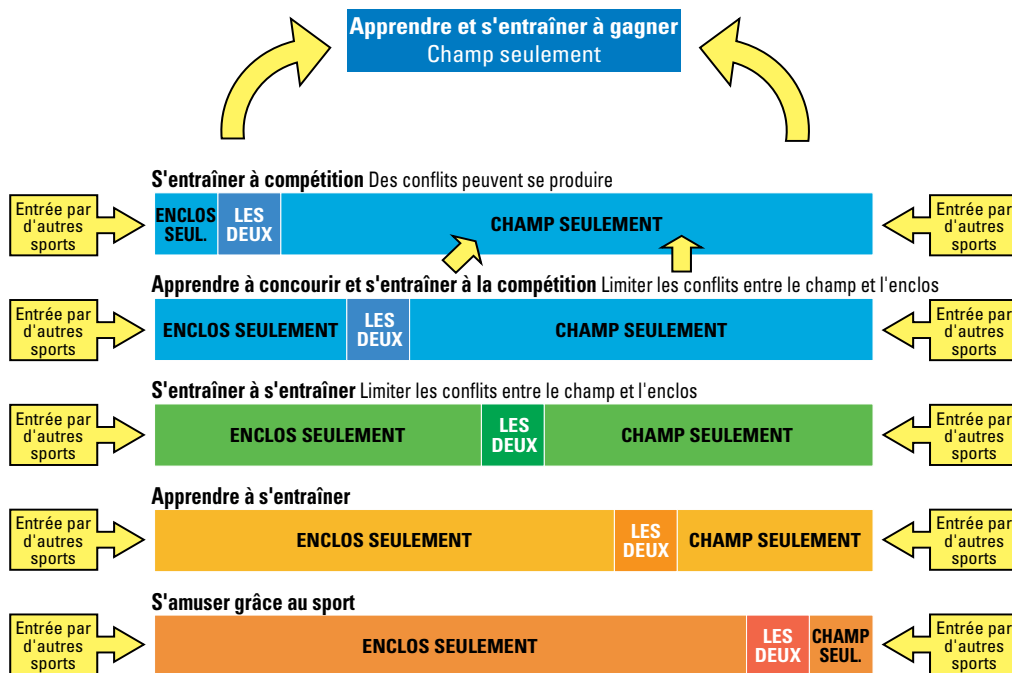 Apprendre et s'entraîner à gagner
Champ seulement
S'entraîner à compétition Des conflits peuvent se produire
Entrée par
d'autres
sports
ENCLOS
SEUL.
LES
DEUX
CHAMP SEULEMENT
Entrée par
d'autres
sports
Apprendre à concourir et s'entraîner à la compétition Limiter les conflits entre le champ et l'enclos
Entrée par
d'autres
sports
ENCLOS SEULEMENT
LES
DEUX
CHAMP SEULEMENT
Entrée par
d'autres
sports
S'entraîner à s'entraîner Limiter les conflits entre le champ et l'enclos
Entrée par
d'autres
sports
ENCLOS SEULEMENT
LES
DEUX
CHAMP SEULEMENT
Entrée par
d'autres
sports
Apprendre à s'entraîner
Entrée par
d'autres
sports
ENCLOS SEULEMENT
LES
DEUX
CHAMP SEULEMENT
Entrée par
d'autres
sports
S'amuser grâce au sport
Entrée par
d'autres
sports
ENCLOS SEULEMENT
LES
DEUX
CHAMP
SEUL.
Entrée par
d'autres
sports